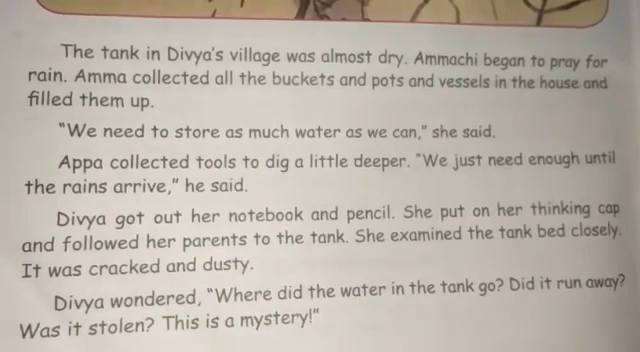 The tank in Divya's village was almost dry. Ammachi began to pray for
rain. Amma collected all the buckets and pots and vessels in the house and
filled them up.
"We need to store as much water as we can," she said.
Appa collected tools to dig a little deeper. "We just need enough until
the rains arrive," he said.
Divya got out her notebook and pencil. She put on her thinking cap
and followed her parents to the tank. She examined the tank bed closely.
It was cracked and dusty.
Divya wondered, "Where did the water in the tank go? Did it run away?
Was it stolen? This is a mystery!"